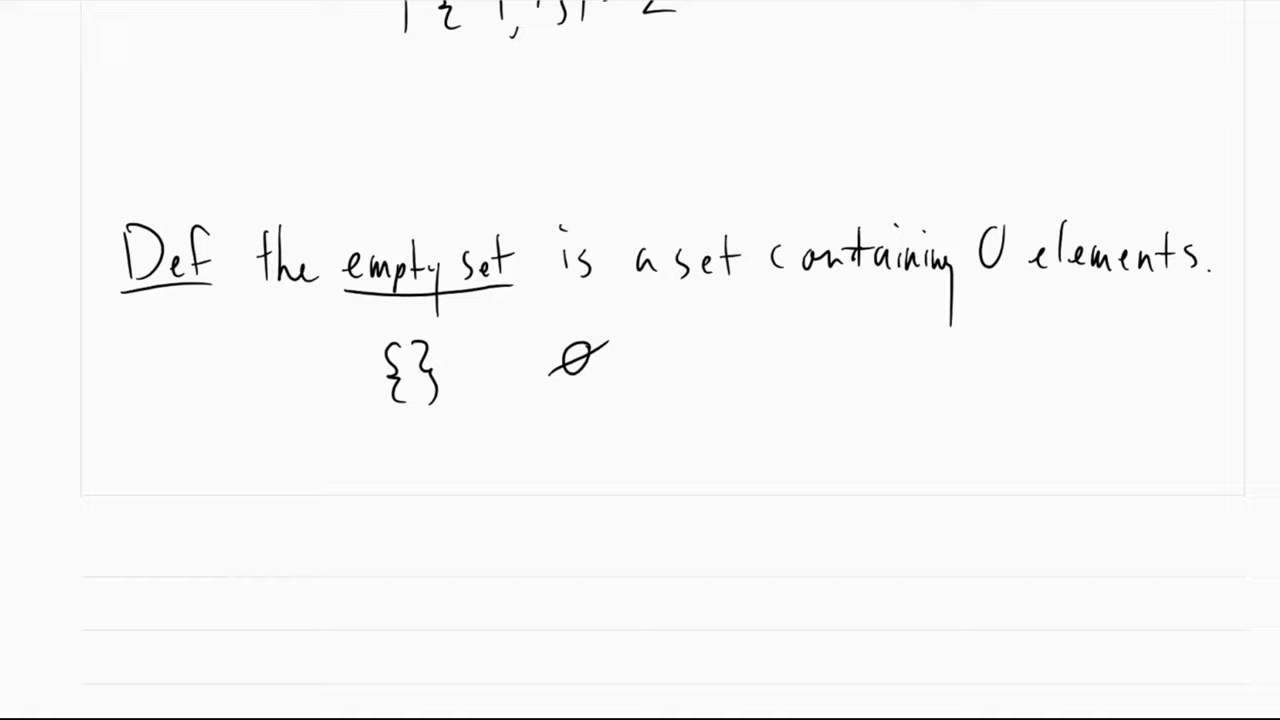 Def the empty set is a set containing 0 elements.
{} ∅